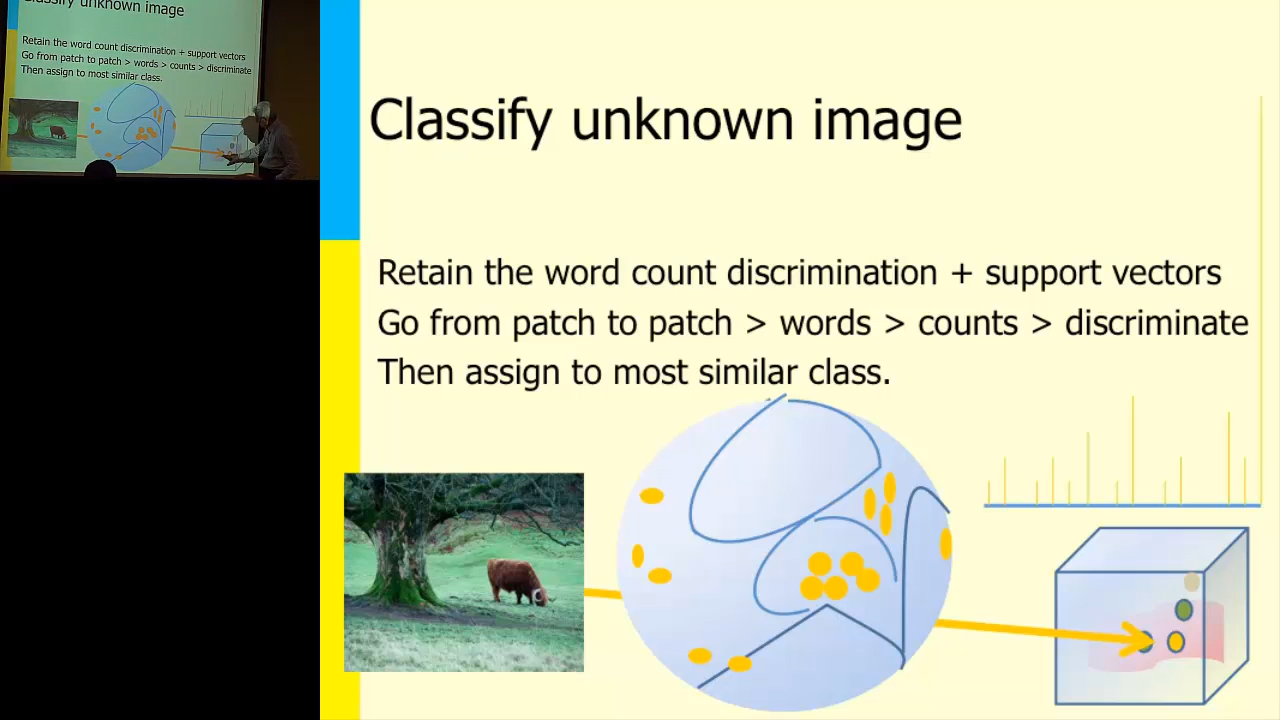 Classify unknown image
Retain the word count discrimination + support vectors
Go from patch to patch > words > counts > discriminate
Then assign to most similar class.
Classify unknown image
Retain the word count discrimination + support vectors
Go from patch to patch > words > counts > discriminate
Then assign to most similar class.